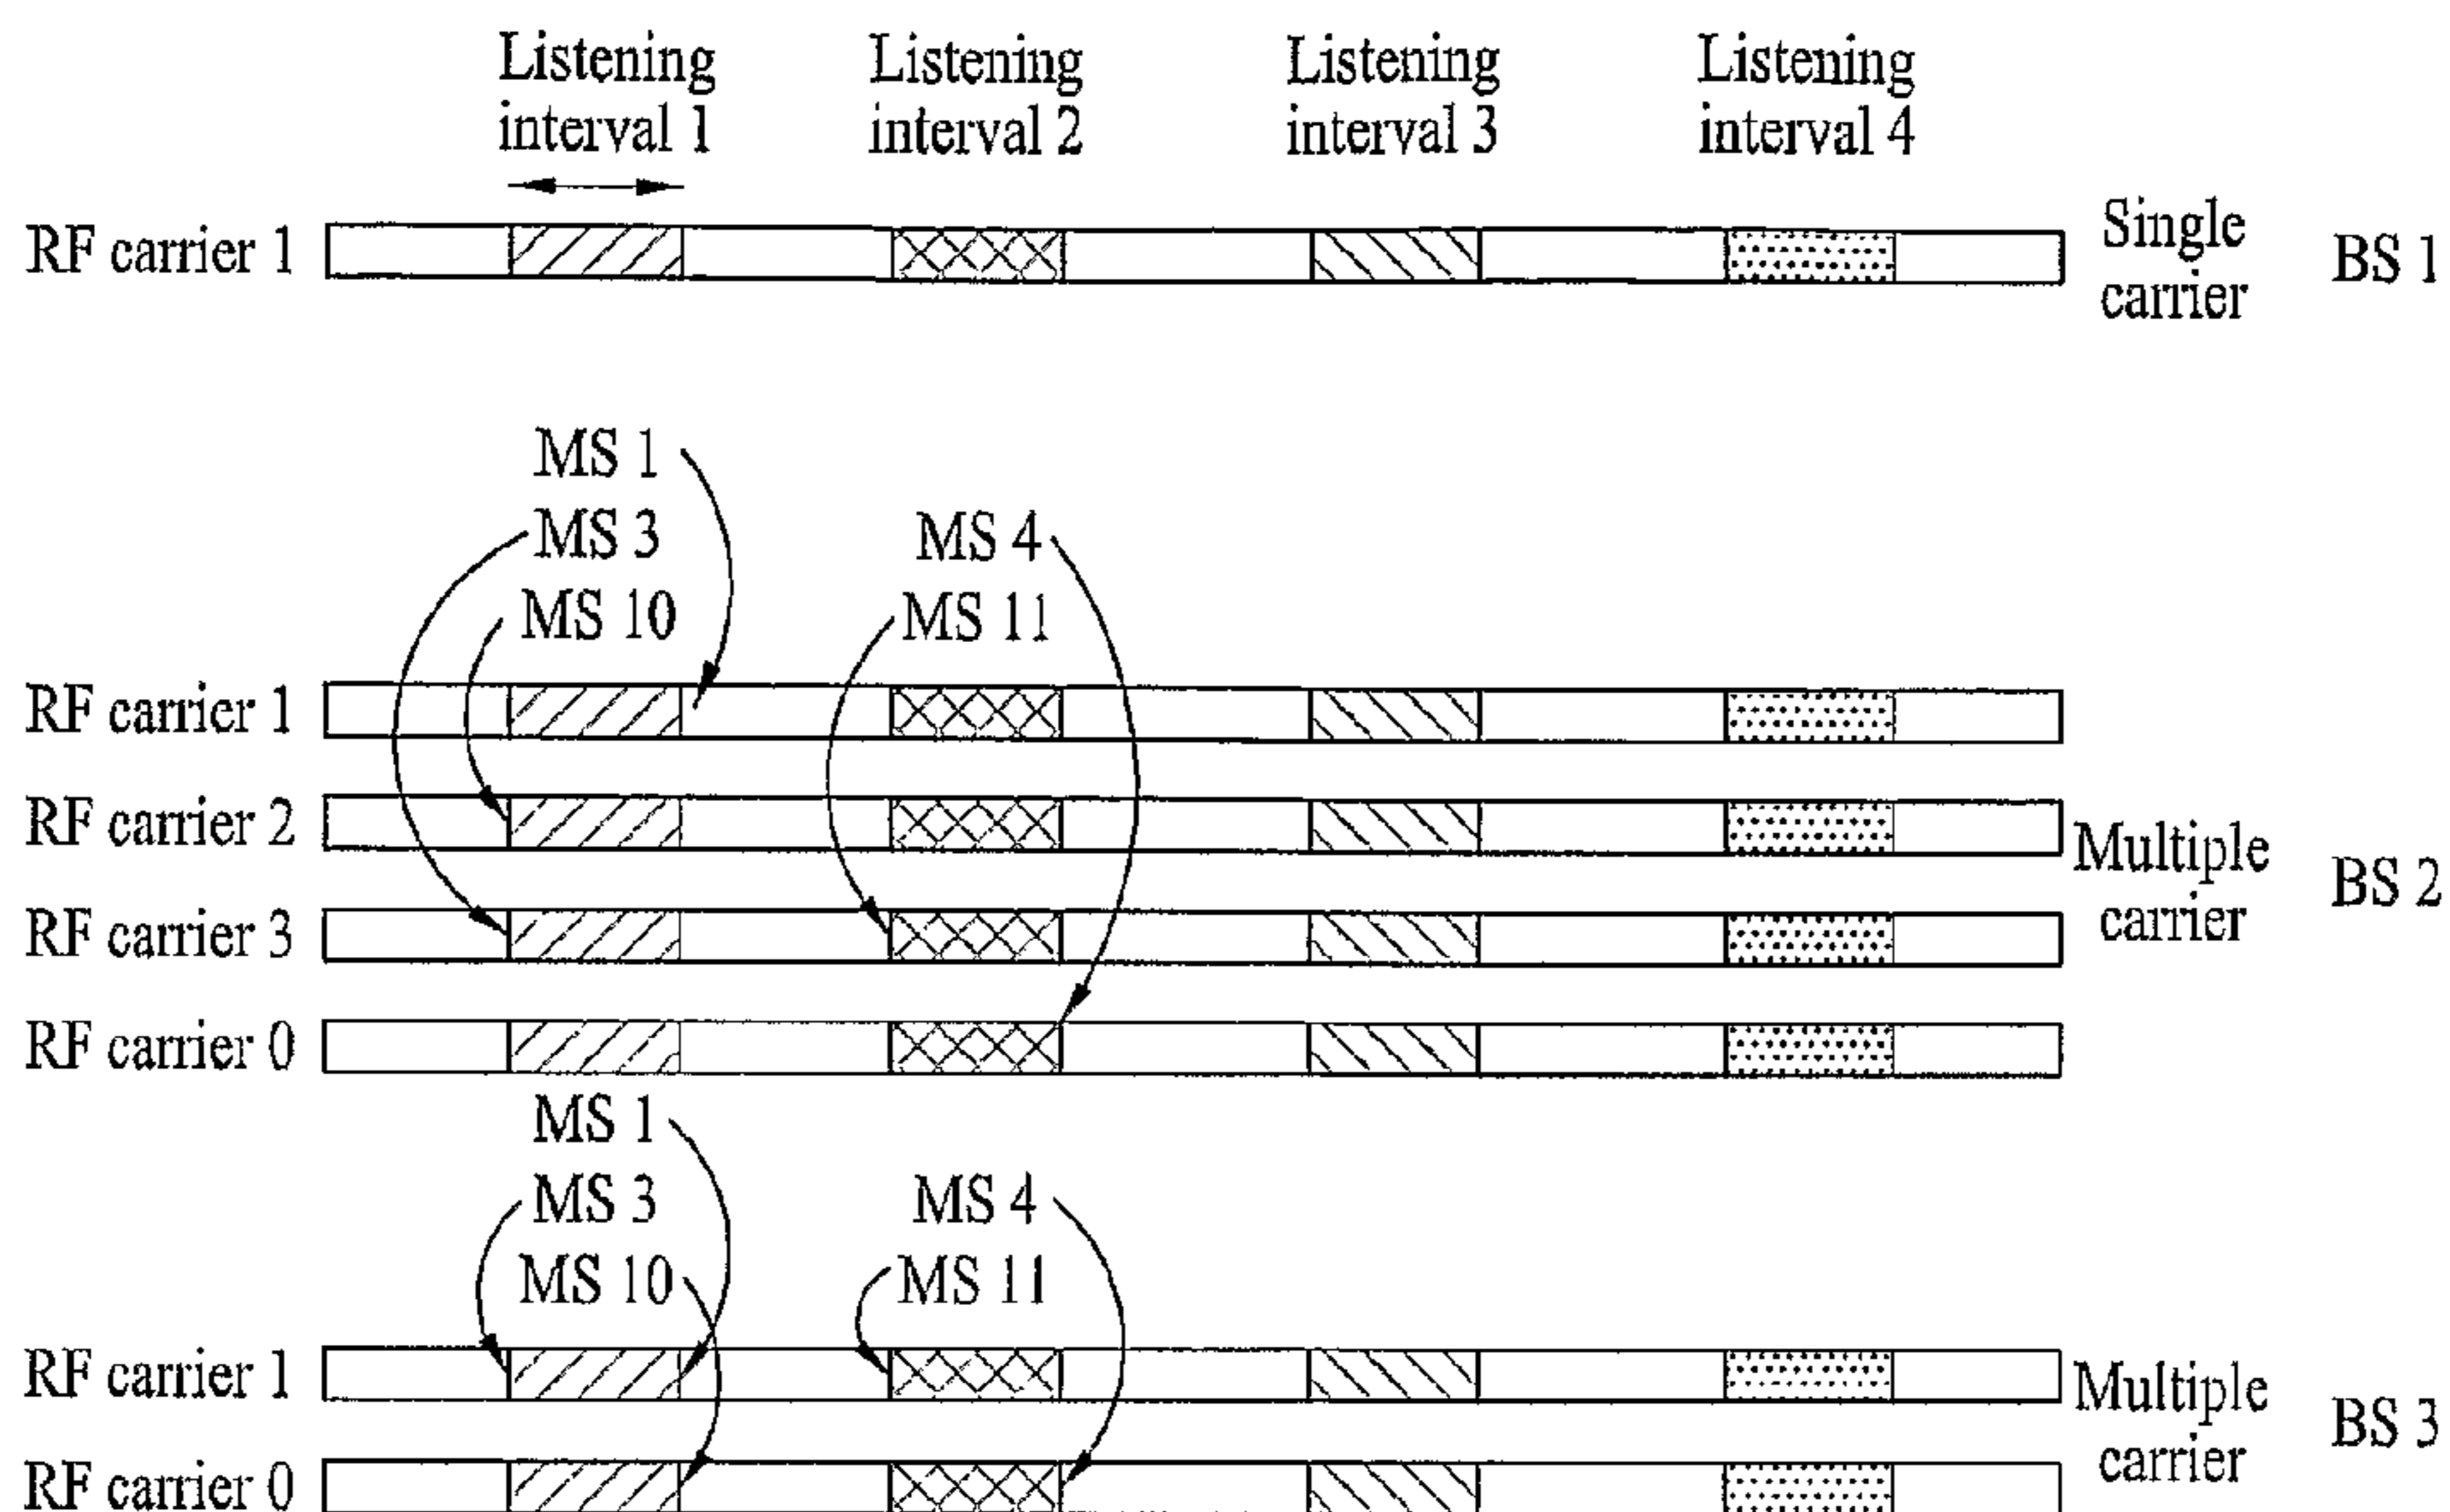 Listening interval 1
Listening interval 2
Listening interval 3
Listening interval 4
RF carrier 1
Single carrier
BS 1
MS 1
MS 3
MS 10
MS 4
MS 11
RF carrier 1
RF carrier 2
RF carrier 3
RF carrier 0
Multiple carrier
BS 2
MS 1
MS 3
MS 10
MS 4
MS 11
RF carrier 1
RF carrier 0
Multiple carrier
BS 3